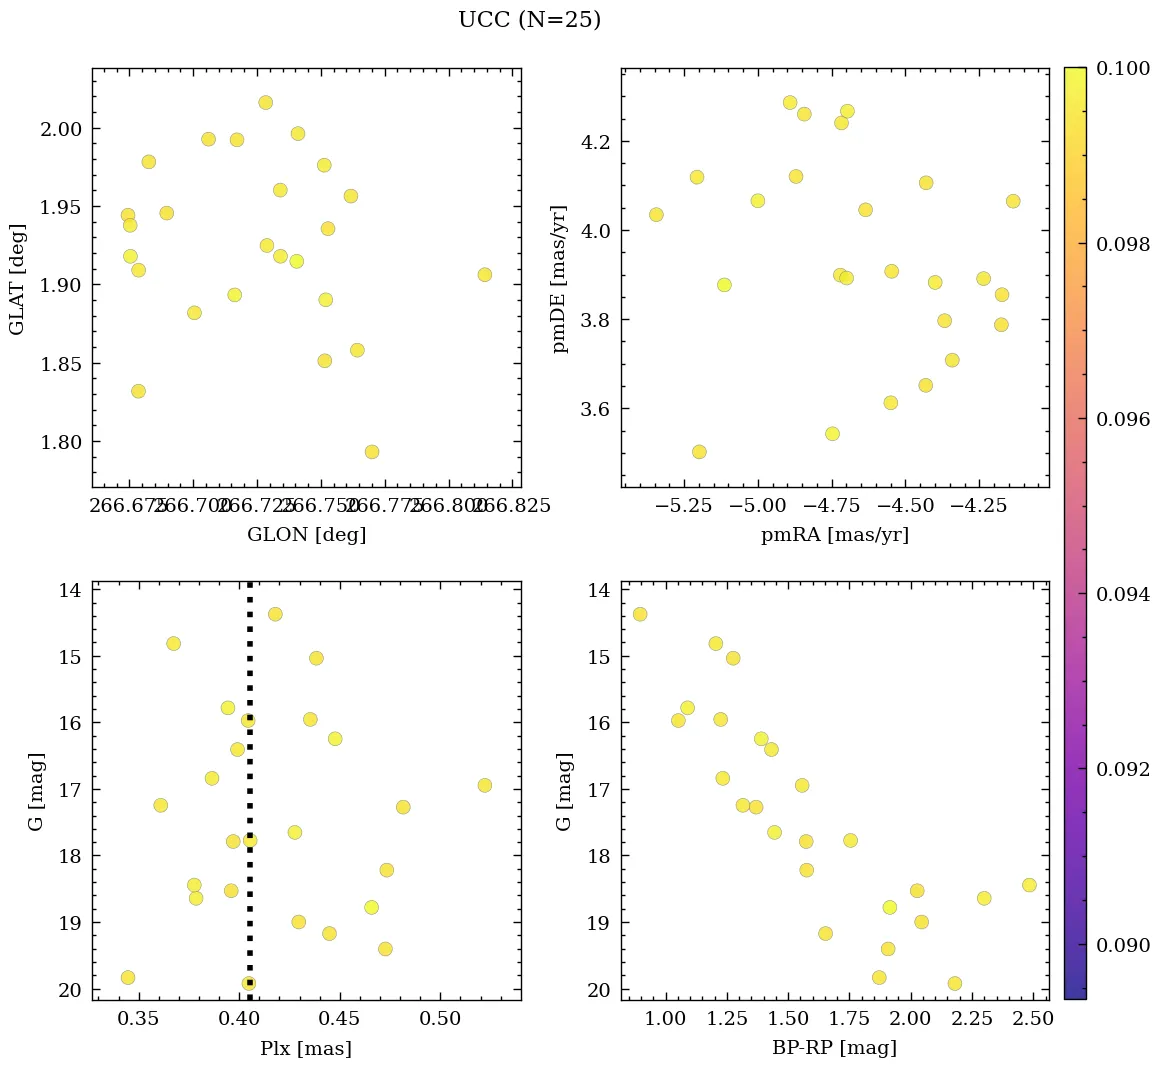 UCC (N=25)
2.00
1.95
1.90
1.85
1.80
GLAT [deg]
266.675 266.700 266.725 266.750 266.775 266.800 266.825
GLON [deg]
4.2
4.0
3.8
3.6
pmDE [mas/yr]
−5.25 −5.00 −4.75 −4.50 −4.25
pmRA [mas/yr]
14
15
16
17
18
19
20
G [mag]
0.35 0.40 0.45 0.50
Plx [mas]
14
15
16
17
18
19
20
G [mag]
1.00 1.25 1.50 1.75 2.00 2.25 2.50
BP-RP [mag]
0.100
0.098
0.096
0.094
0.092
0.090